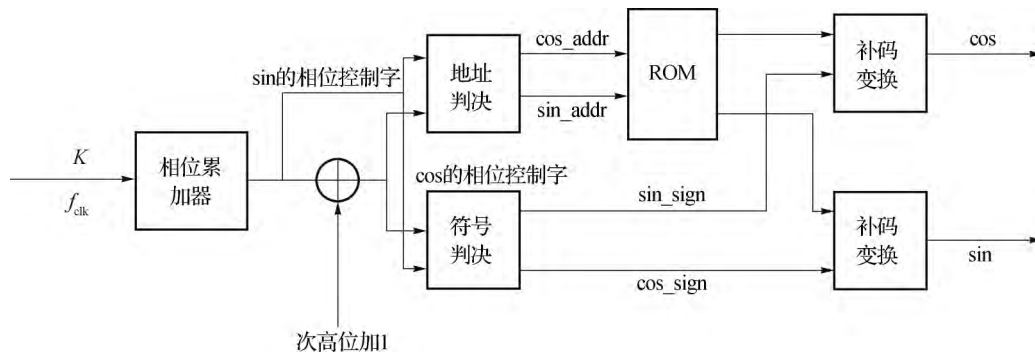 K
f_clk
相位累
加器
sin的相位控制字
次高位加1
地址
判决
cos的相位控制字
符号
判决
cos_addr
sin_addr
sin_sign
cos_sign
ROM
补码
变换
cos
补码
变换
sin